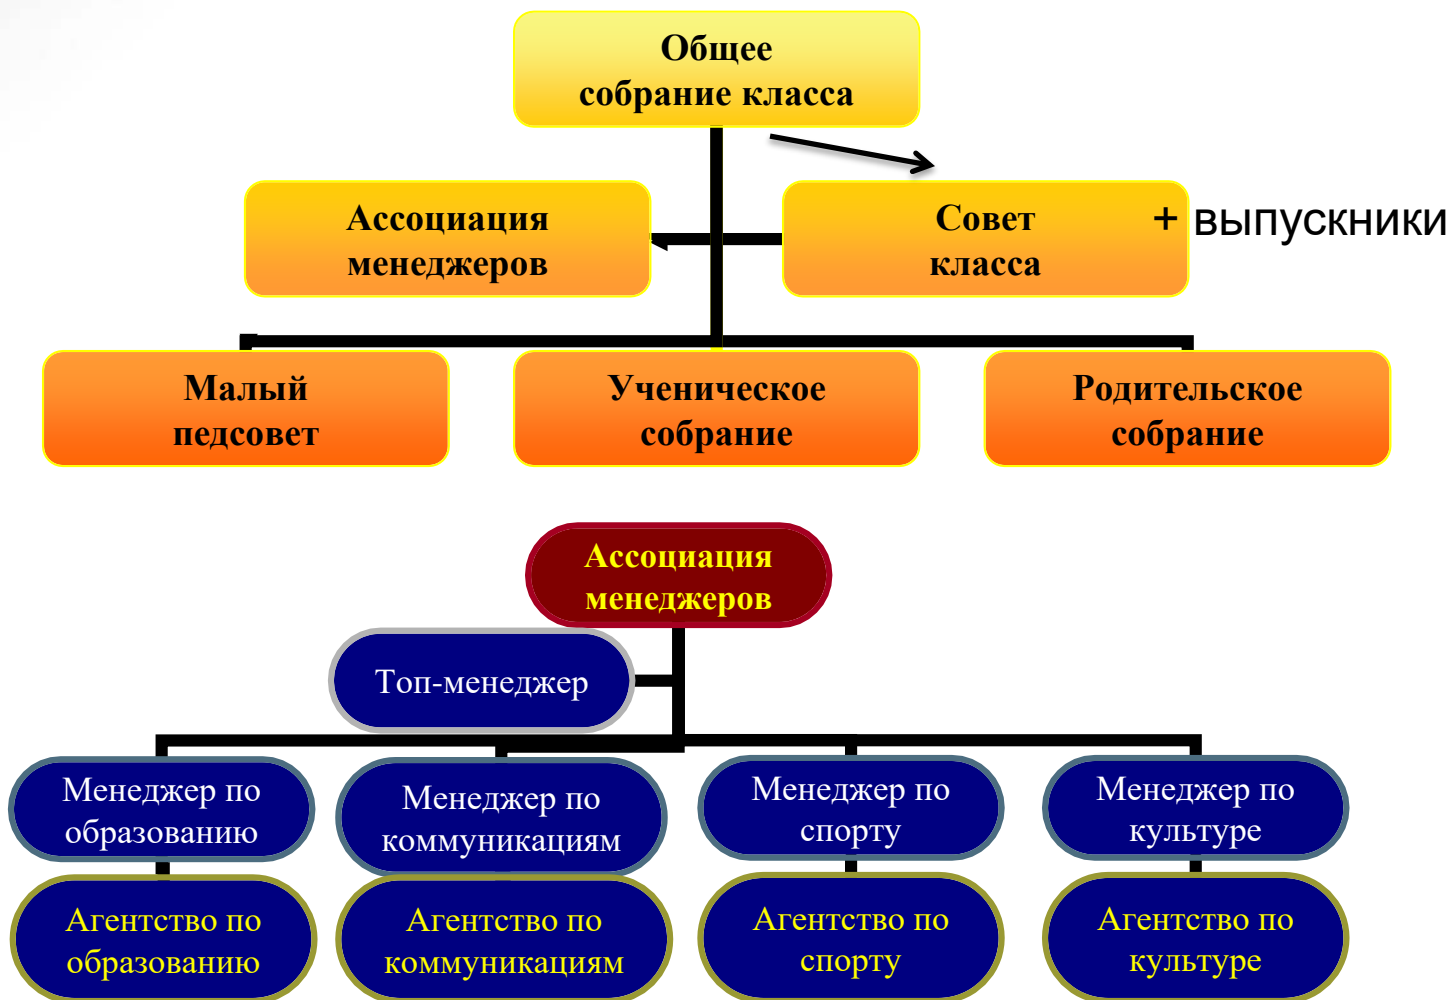 Общее
собрание класса
Ассоциация
менеджеров
Совет
класса
+ выпускники
Малый
педсовет
Ученическое
собрание
Родительское
собрание
Ассоциация
менеджеров
Топ-менеджер
Менеджер по
образованию
Менеджер по
коммуникациям
Менеджер по
спорту
Менеджер по
культуре
Агентство по
образованию
Агентство по
коммуникациям
Агентство по
спорту
Агентство по
культуре